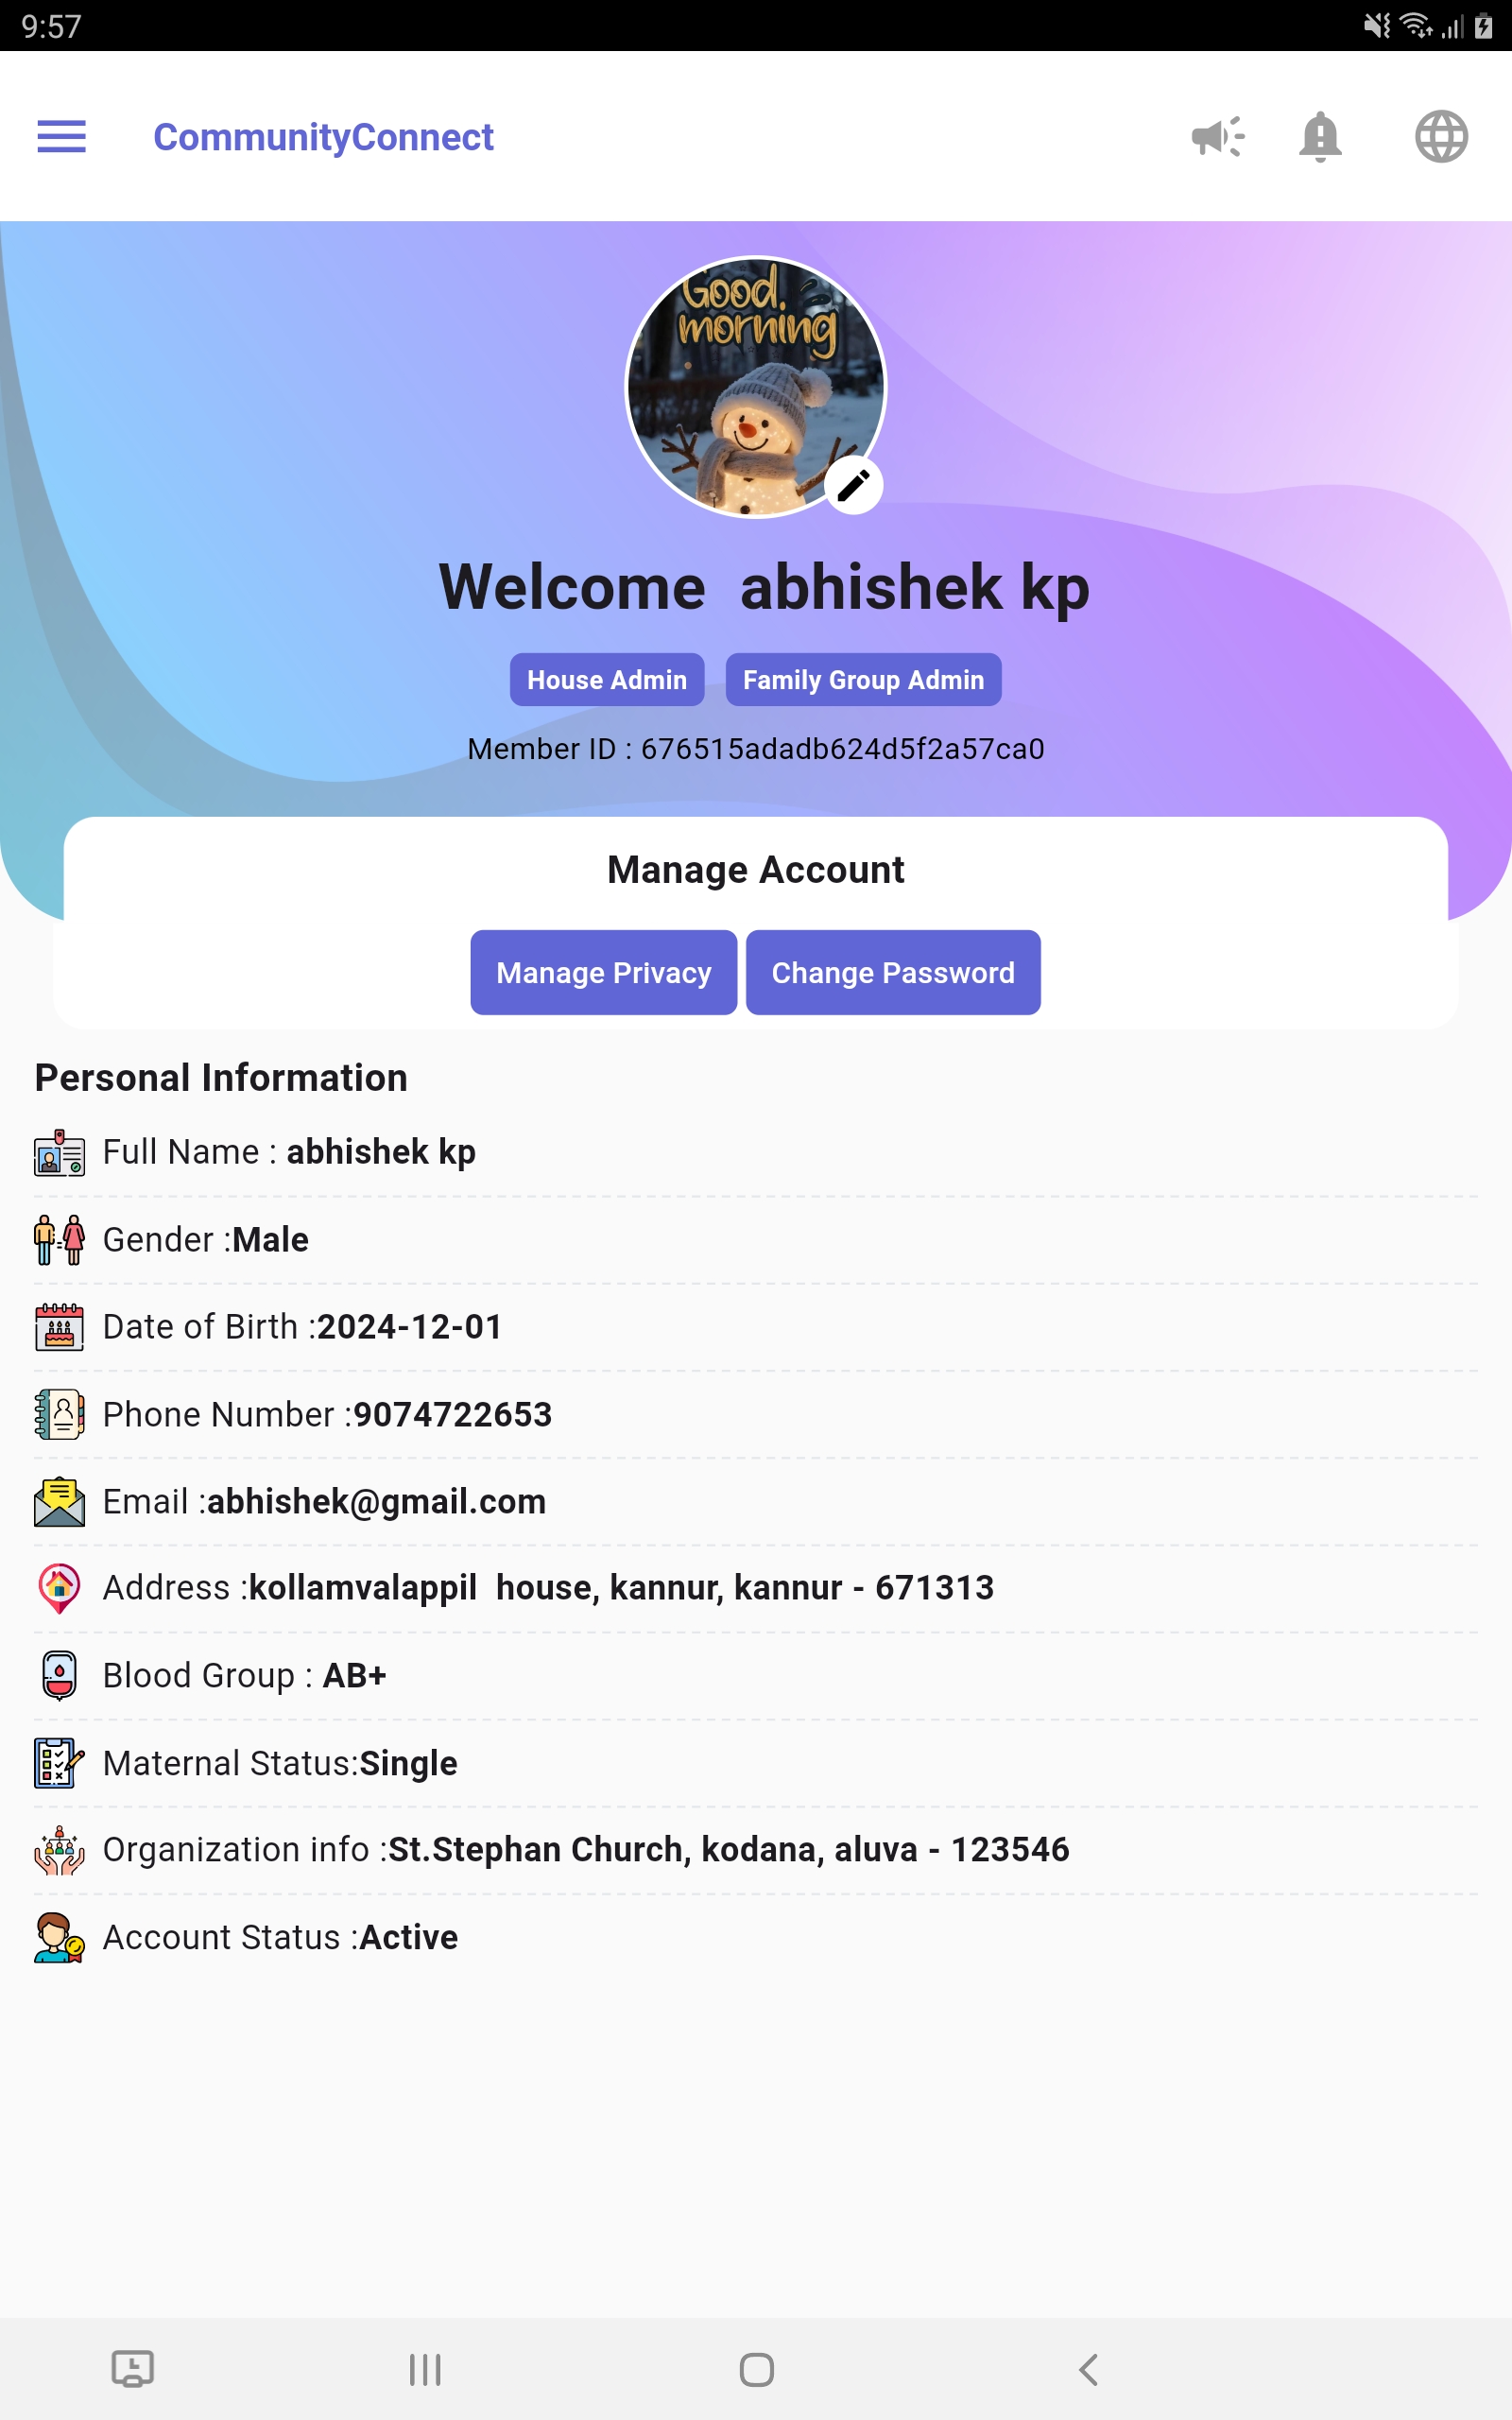 9:57
CommunityConnect
Good
morning
Welcome  abhishek kp
House Admin Family Group Admin
Member ID : 676515adadb624d5f2a57ca0
Manage Account
Manage Privacy Change Password
Personal Information
Full Name : abhishek kp
Gender :Male
Date of Birth :2024-12-01
Phone Number :9074722653
Email :abhishek@gmail.com
Address :kollamvalappil  house, kannur, kannur - 671313
Blood Group : AB+
Maternal Status:Single
Organization info :St.Stephan Church, kodana, aluva - 123546
Account Status :Active